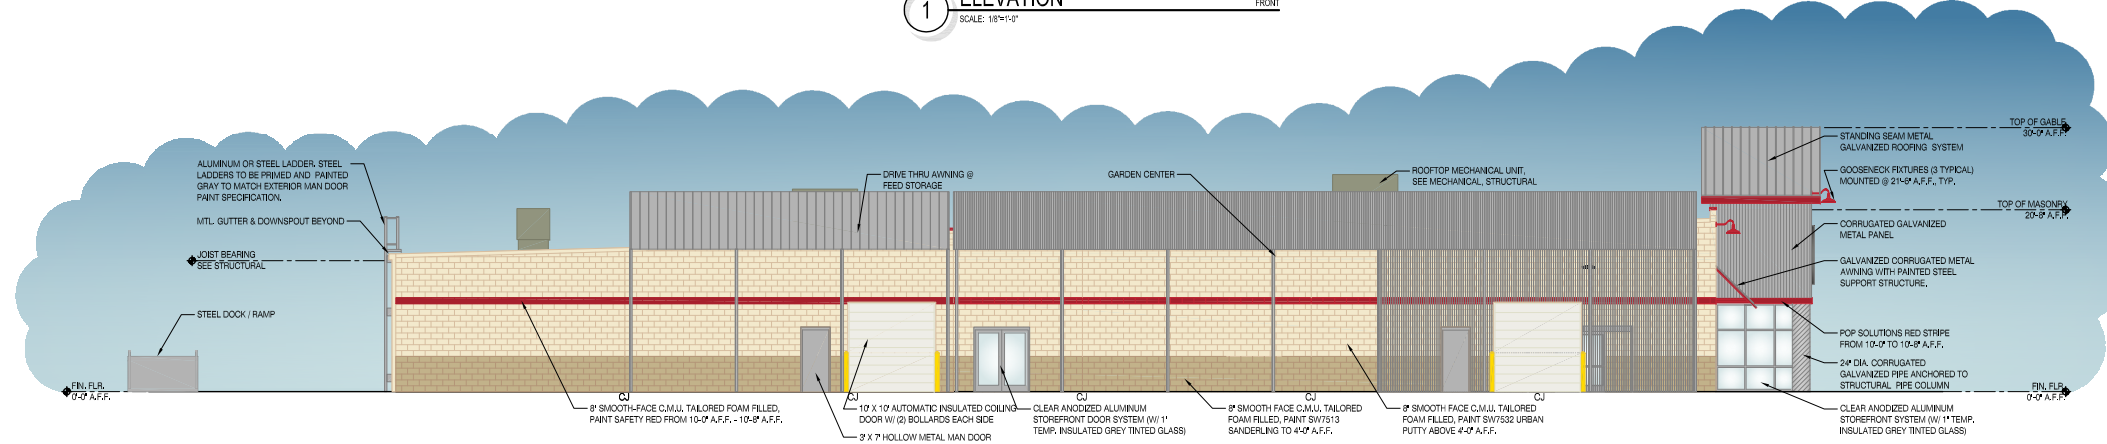 1
ELEVATION
FRONT
SCALE: 1/8"=1'-0"
ALUMINUM OR STEEL LADDER. STEEL
LADDERS TO BE PRIMED AND PAINTED
GRAY TO MATCH EXTERIOR MAN DOOR
PAINT SPECIFICATION.
MTL. GUTTER & DOWNSPOUT BEYOND
JOIST BEARING
SEE STRUCTURAL
STEEL DOCK / RAMP
FIN. FLR.
0'-0" A.F.F.
DRIVE THRU AWNING @
FEED STORAGE
GARDEN CENTER
ROOFTOP MECHANICAL UNIT,
SEE MECHANICAL, STRUCTURAL
TOP OF GABLE
30'-0" A.F.F.
STANDING SEAM METAL
GALVANIZED ROOFING SYSTEM
GOOSENECK FIXTURES (3 TYPICAL)
MOUNTED @ 21'-6" A.F.F., TYP.
TOP OF MASONRY
20'-8" A.F.F.
CORRUGATED GALVANIZED
METAL PANEL
GALVANIZED CORRUGATED METAL
AWNING WITH PAINTED STEEL
SUPPORT STRUCTURE.
POP SOLUTIONS RED STRIPE
FROM 10'-0" TO 10'-8" A.F.F.
24" DIA. CORRUGATED
GALVANIZED PIPE ANCHORED TO
STRUCTURAL PIPE COLUMN
FIN. FLR.
0'-0" A.F.F.
CLEAR ANODIZED ALUMINUM
STOREFRONT SYSTEM (W/ 1" TEMP.
INSULATED GREY TINTED GLASS)
CJ
CJ
CJ
CJ
8" SMOOTH-FACE C.M.U. TAILORED FOAM FILLED,
PAINT SAFETY RED FROM 10-0" A.F.F. - 10'-8" A.F.F.
10' X 10' AUTOMATIC INSULATED COILING
DOOR W/ (2) BOLLARDS EACH SIDE
3' X 7' HOLLOW METAL MAN DOOR
CLEAR ANODIZED ALUMINUM
STOREFRONT DOOR SYSTEM (W/ 1"
TEMP. INSULATED GREY TINTED GLASS)
8" SMOOTH FACE C.M.U. TAILORED
FOAM FILLED, PAINT SW7513
SANDERLING TO 4'-0" A.F.F.
8" SMOOTH FACE C.M.U. TAILORED
FOAM FILLED, PAINT SW7532 URBAN
PUTTY ABOVE 4'-0" A.F.F.